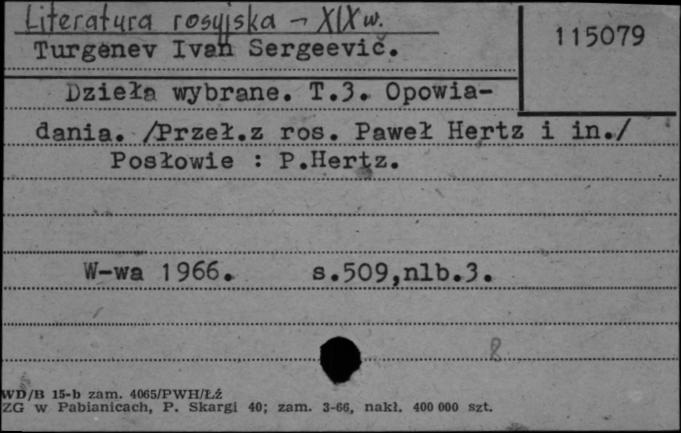 Literatura rosyjska - XIX w.
115079
Turgenev Ivan Sergeevič.
Dzieła wybrane. T.3. Opowia-
dania. /Przeł.z ros. Paweł Hertz i in./
Posłowie : P.Hertz.
W-wa 1966. s.509,nlb.3.
8
WD/B 15-b zam. 4065/PWH/Łź
ZG w Pabianicach, P. Skargi 40; zam. 3-66, nakł. 400 000 szt.